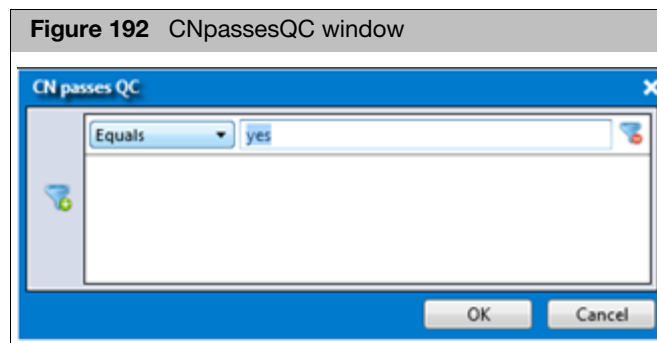 Figure 192 CNpassesQC window
CN passes QC
Equals yes
OK Cancel